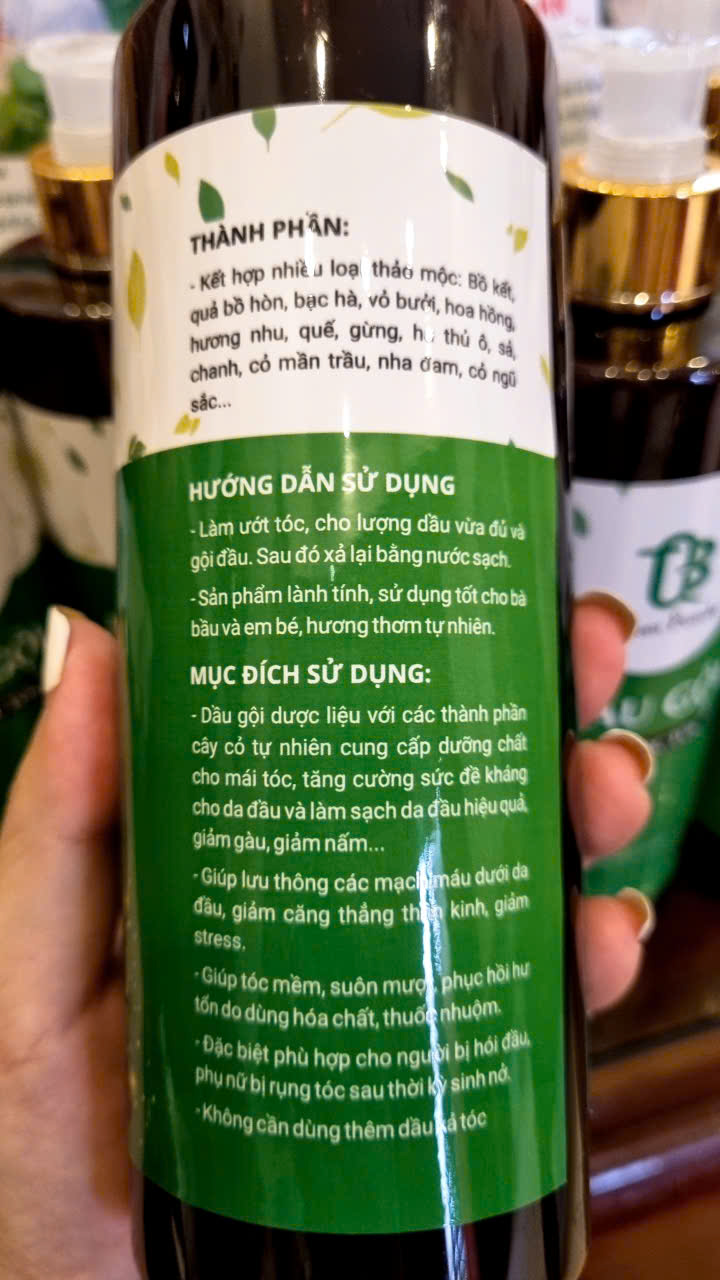 THÀNH PHẦN:
- Kết hợp nhiều loại thảo mộc: Bồ kết,
quả bồ hòn, bạc hà, vỏ bưởi, hoa hồng,
hương nhu, quế, gừng, hà thủ ô, sả,
chanh, cỏ mần trầu, nha đam, cỏ ngũ
sắc...
HƯỚNG DẪN SỬ DỤNG
- Làm ướt tóc, cho lượng dầu vừa đủ và
gội đầu. Sau đó xả lại bằng nước sạch.
- Sản phẩm lành tính, sử dụng tốt cho bà
bầu và em bé, hương thơm tự nhiên.
MỤC ĐÍCH SỬ DỤNG:
- Dầu gội dược liệu với các thành phần
cây cỏ tự nhiên cung cấp dưỡng chất
cho mái tóc, tăng cường sức đề kháng
cho da đầu và làm sạch da đầu hiệu quả,
giảm gàu, giảm nấm...
- Giúp lưu thông các mạch máu dưới da
đầu, giảm căng thẳng thần kinh, giảm
stress.
- Giúp tóc mềm, suôn mượt, phục hồi hư
tổn do dùng hóa chất, thuốc nhuộm.
- Đặc biệt phù hợp cho người bị hói đầu,
phụ nữ bị rụng tóc sau thời kỳ sinh nở.
- Không cần dùng thêm dầu xả tóc